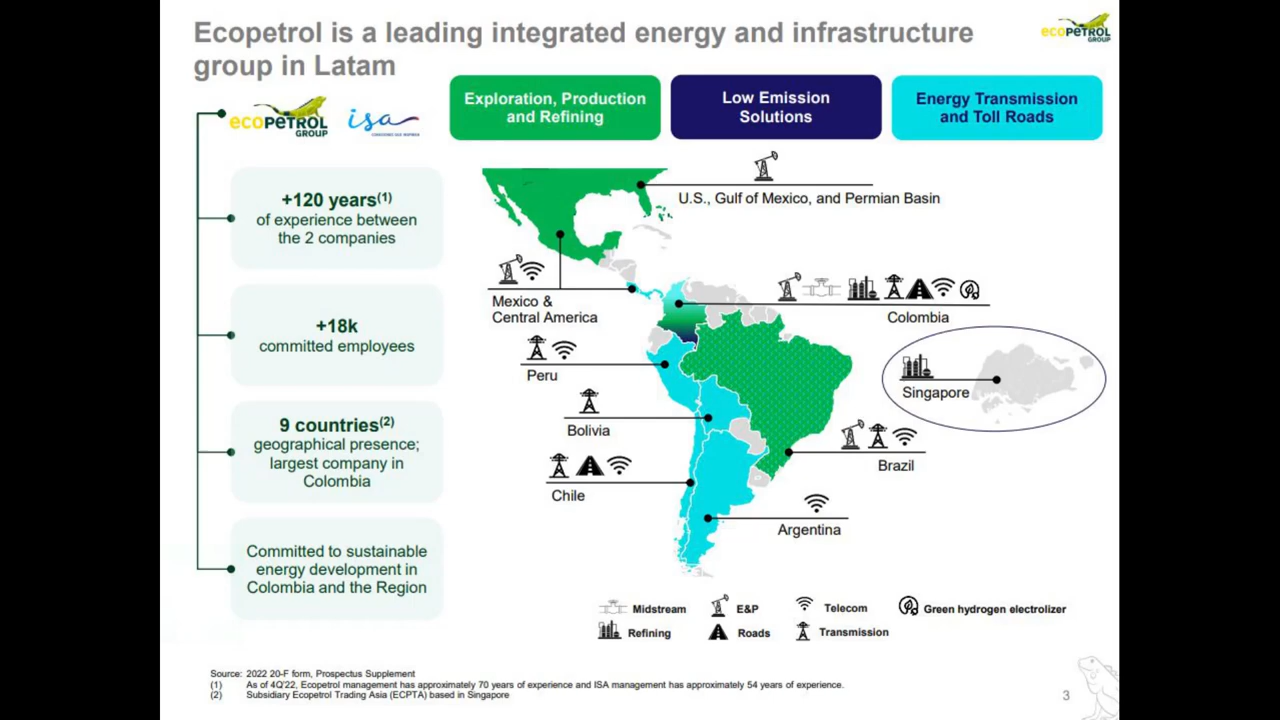 Ecopetrol is a leading integrated energy and infrastructure
group in Latam
ecoPETROL
GROUP
ecoPETROL
GROUP
isa
Exploration, Production
and Refining
Low Emission
Solutions
Energy Transmission
and Toll Roads
+120 years(1)
of experience between
the 2 companies
+18k
committed employees
9 countries(2)
geographical presence;
largest company in
Colombia
Committed to sustainable
energy development in
Colombia and the Region
U.S., Gulf of Mexico, and Permian Basin
Mexico &
Central America
Colombia
Peru
Singapore
Bolivia
Brazil
Chile
Argentina
Midstream
E&P
Telecom
Green hydrogen electrolizer
Refining
Roads
Transmission
Source: 2022 20-F form, Prospectus Supplement
(1) As of 4Q'22, Ecopetrol management has approximately 70 years of experience and ISA management has approximately 54 years of experience.
(2) Subsidiary Ecopetrol Trading Asia (ECPTA) based in Singapore
3